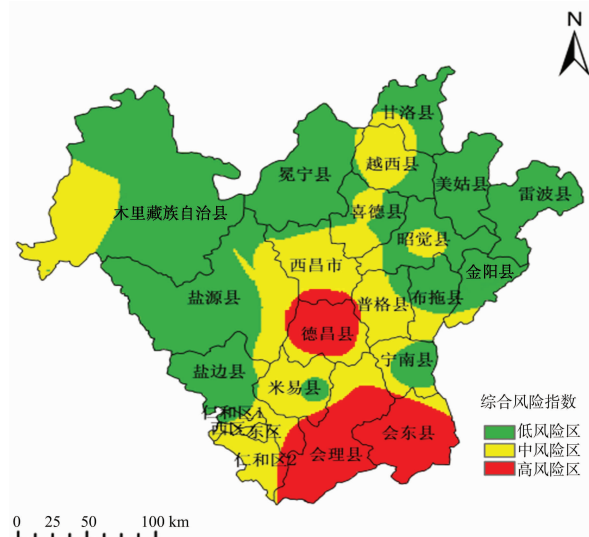 N
甘洛县
越西县
冕宁县
美姑县
雷波县
木里藏族自治县
喜德县
昭觉县
西昌市
金阳县
盐源县
普格县
布拖县
德昌县
宁南县
盐边县
米易县
仁和区1
西区
东区
会东县
仁和区2
会理县
综合风险指数
低风险区
中风险区
高风险区
0 25 50 100 km